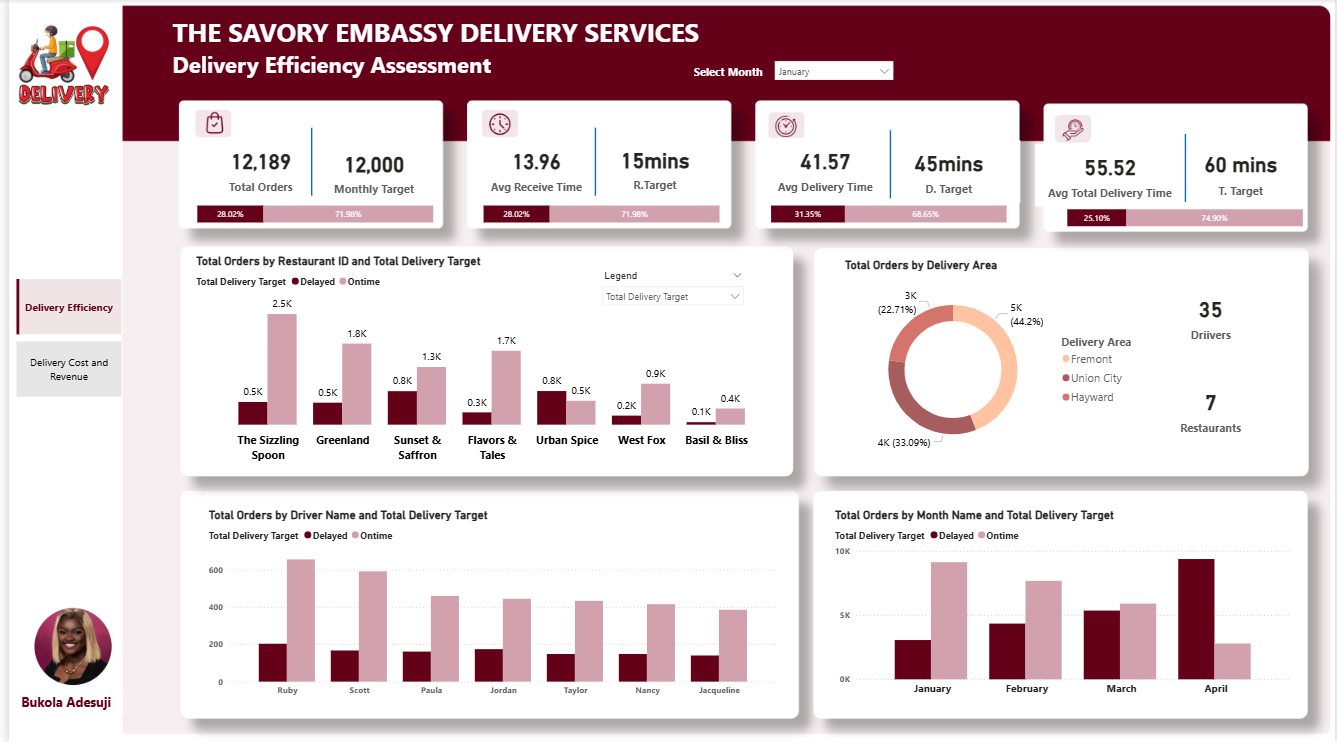 THE SAVORY EMBASSY DELIVERY SERVICES
Delivery Efficiency Assessment
DELIVERY
Select Month
January
12,189
Total Orders
12,000
Monthly Target
28.02%
71.98%
13.96
Avg Receive Time
15mins
R.Target
28.02%
71.98%
41.57
Avg Delivery Time
45mins
D. Target
31.35%
68.65%
55.52
Avg Total Delivery Time
60 mins
T. Target
25.10%
74.90%
Delivery Efficiency
Delivery Cost and
Revenue
Bukola Adesuji
Total Orders by Restaurant ID and Total Delivery Target
Total Delivery Target Delayed Ontime
Legend
Total Delivery Target
0.5K
2.5K
0.5K
1.8K
0.8K
1.3K
0.3K
1.7K
0.8K
0.5K
0.2K
0.9K
0.1K
0.4K
The Sizzling
Spoon
Greenland
Sunset &
Saffron
Flavors &
Tales
Urban Spice
West Fox
Basil & Bliss
Total Orders by Delivery Area
3K
(22.71%)
5K
(44.2%)
4K (33.09%)
Delivery Area
Fremont
Union City
Hayward
35
Driivers
7
Restaurants
Total Orders by Driver Name and Total Delivery Target
Total Delivery Target Delayed Ontime
600
400
200
0
Ruby
Scott
Paula
Jordan
Taylor
Nancy
Jacqueline
Total Orders by Month Name and Total Delivery Target
Total Delivery Target Delayed Ontime
10K
5K
0K
January
February
March
April